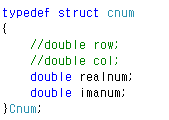 typedef struct cnum
{
    //double row;
    //double col;
    double realnum;
    double imanum;
}Cnum;